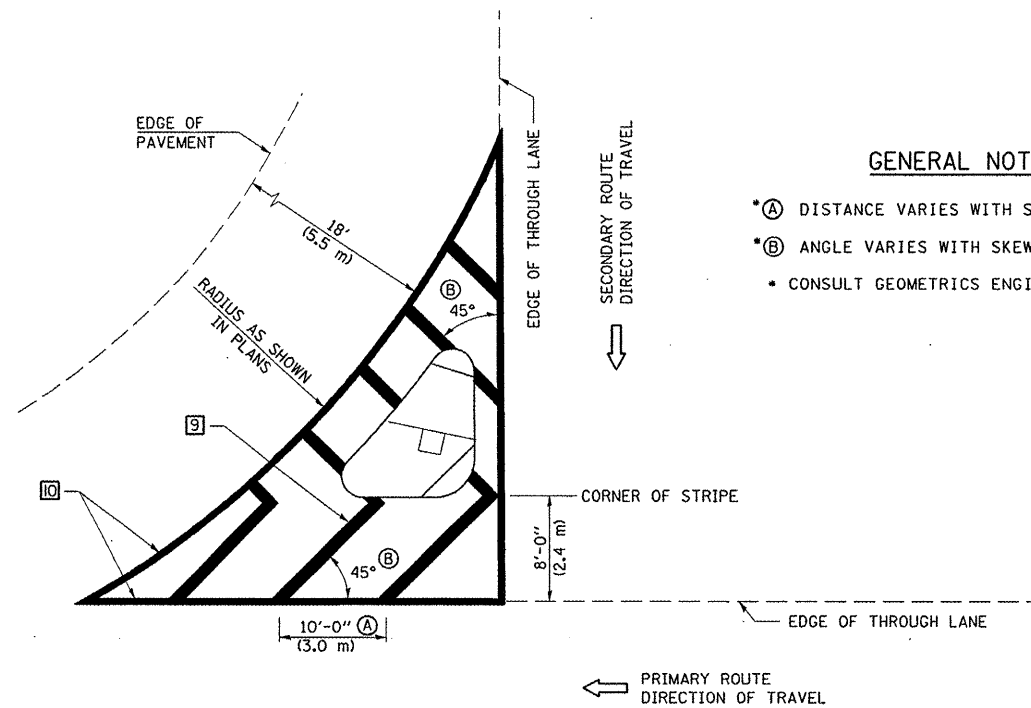 EDGE OF
PAVEMENT
18'
(5.5 m)
RADIUS AS SHOWN
IN PLANS
EDGE OF THROUGH LANE
SECONDARY ROUTE
DIRECTION OF TRAVEL
GENERAL NOT
*Ⓐ DISTANCE VARIES WITH S
*Ⓑ ANGLE VARIES WITH SKEW
* CONSULT GEOMETRICS ENGI
Ⓑ
45°
9
10
CORNER OF STRIPE
8'-0"
(2.4 m)
45° Ⓑ
10'-0" Ⓐ
(3.0 m)
EDGE OF THROUGH LANE
PRIMARY ROUTE
DIRECTION OF TRAVEL